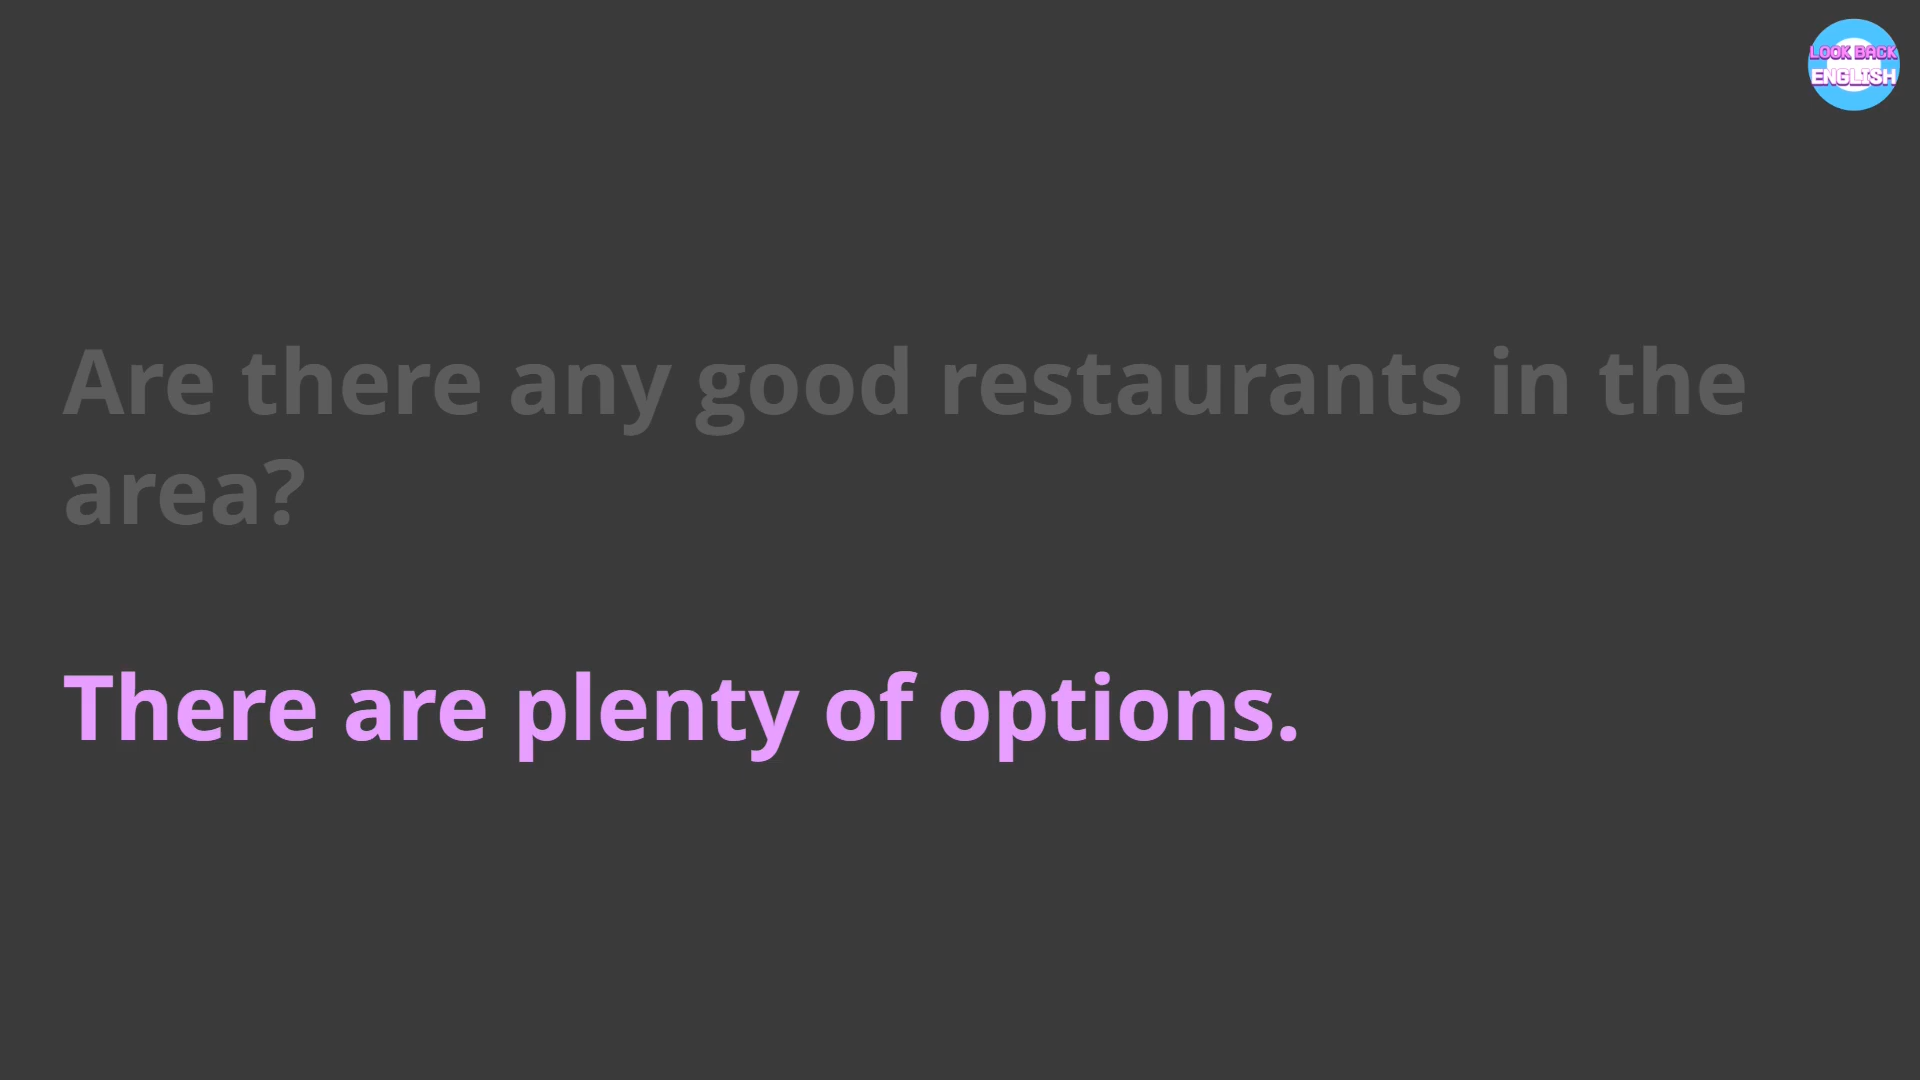 LOOK BACK
ENGLISH
Are there any good restaurants in the
area?
There are plenty of options.